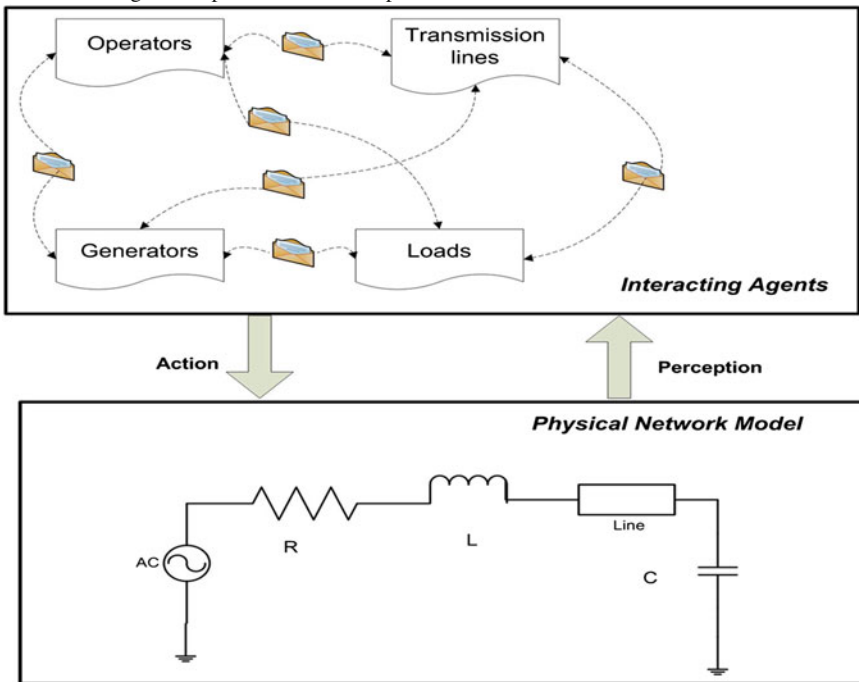 Operators
Transmission
lines
Generators
Loads
Interacting Agents
Action
Perception
Physical Network Model
AC
R
L
Line
C